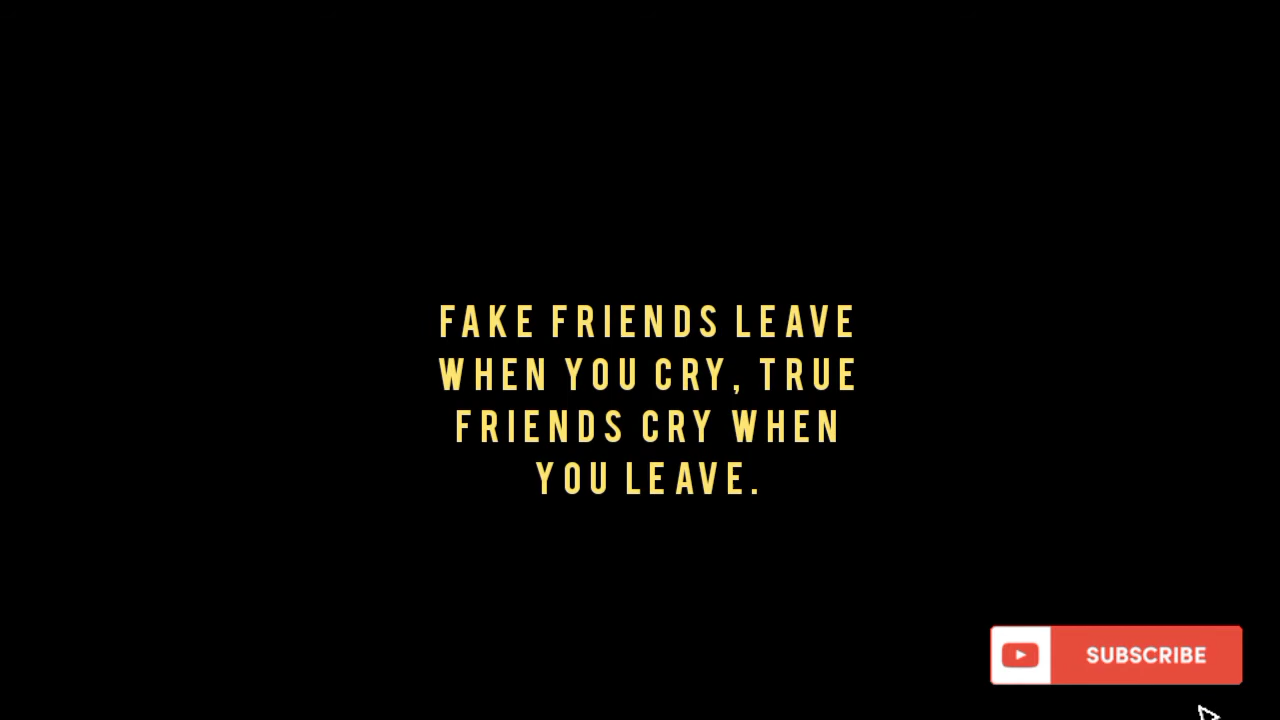 FAKE FRIENDS LEAVE
WHEN YOU CRY, TRUE
FRIENDS CRY WHEN
YOU LEAVE.
SUBSCRIBE